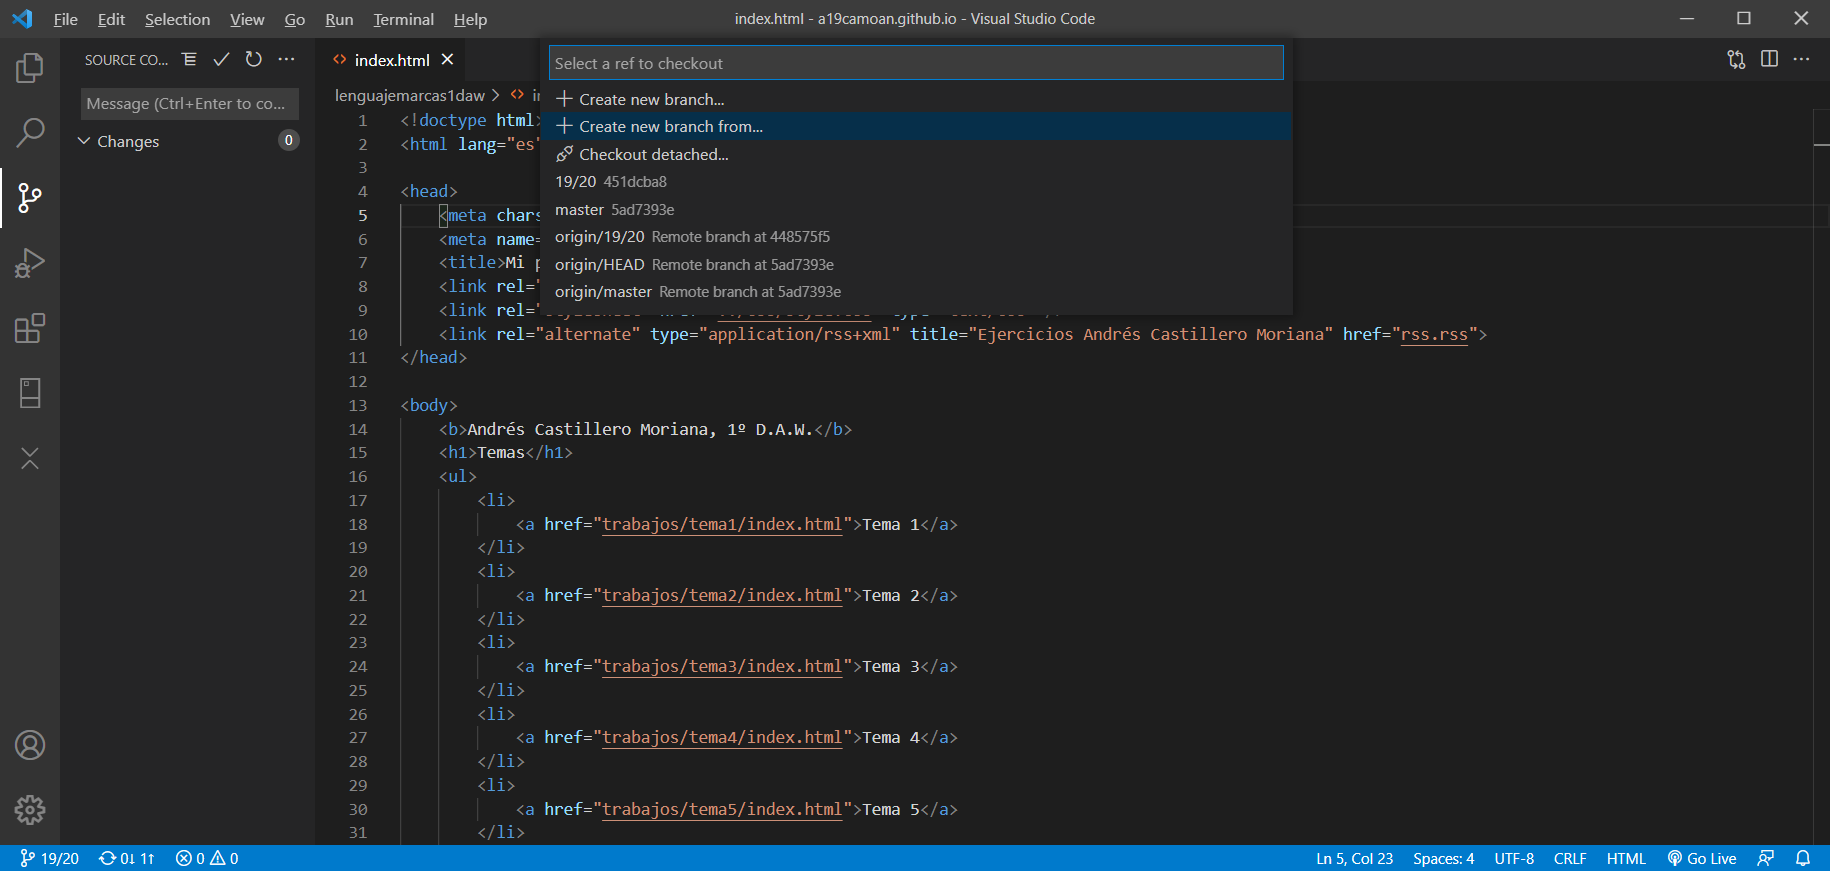 File Edit Selection View Go Run Terminal Help
index.html - a19camoan.github.io - Visual Studio Code
SOURCE CO...
Message (Ctrl+Enter to co...
Changes 0
index.html
lenguajemarcas1daw >
Select a ref to checkout
Create new branch...
Create new branch from...
Checkout detached...
19/20 451dcba8
master 5ad7393e
origin/19/20 Remote branch at 448575f5
origin/HEAD Remote branch at 5ad7393e
origin/master Remote branch at 5ad7393e
1 <!doctype html>
2 <html lang="es"
3
4 <head>
5 <meta chars
6 <meta name=
7 <title>Mi p
8 <link rel="
9 <link rel="
10 <link rel="alternate" type="application/rss+xml" title="Ejercicios Andrés Castillero Moriana" href="rss.rss">
11 </head>
12
13 <body>
14 <b>Andrés Castillero Moriana, 1º D.A.W.</b>
15 <h1>Temas</h1>
16 <ul>
17 <li>
18 <a href="trabajos/tema1/index.html">Tema 1</a>
19 </li>
20 <li>
21 <a href="trabajos/tema2/index.html">Tema 2</a>
22 </li>
23 <li>
24 <a href="trabajos/tema3/index.html">Tema 3</a>
25 </li>
26 <li>
27 <a href="trabajos/tema4/index.html">Tema 4</a>
28 </li>
29 <li>
30 <a href="trabajos/tema5/index.html">Tema 5</a>
31 </li>
19/20 0↓ 1↑ 0 0 Ln 5, Col 23 Spaces: 4 UTF-8 CRLF HTML Go Live